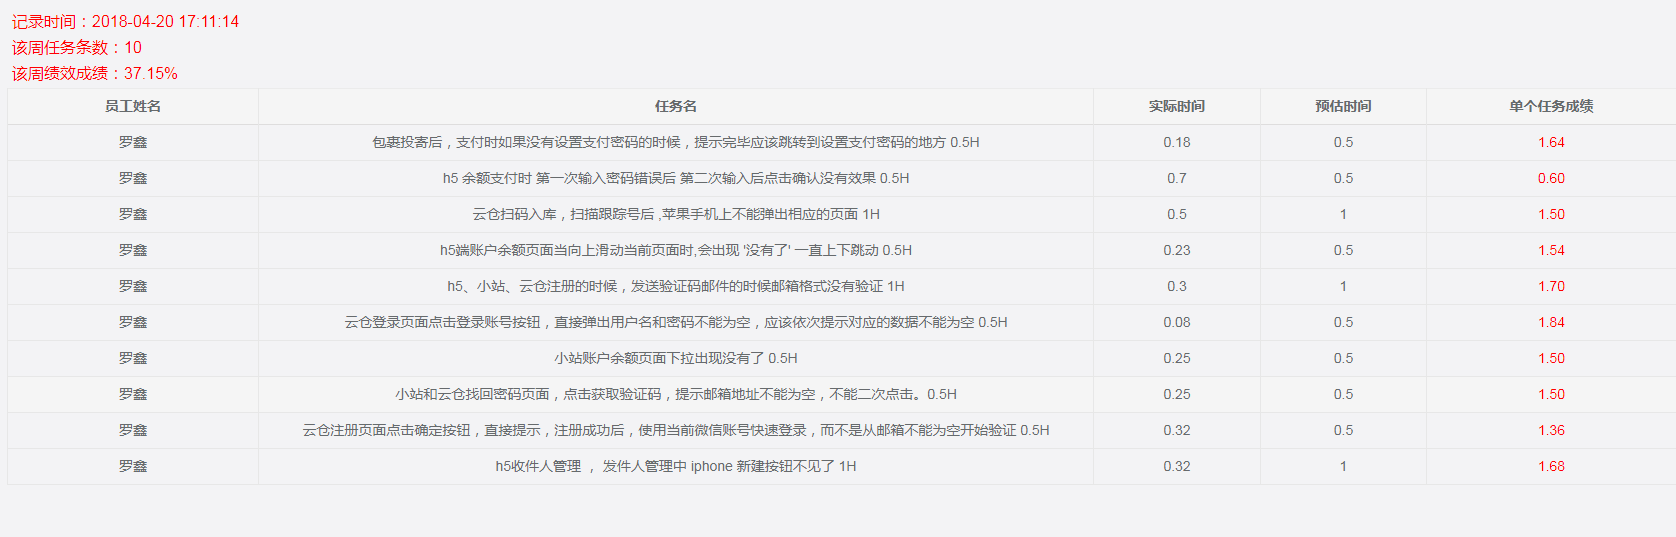 记录时间：2018-04-20 17:11:14
该周任务条数：10
该周绩效成绩：37.15%
员工姓名 任务名 实际时间 预估时间 单个任务成绩
罗鑫 包裹投寄后，支付时如果没有设置支付密码的时候，提示完毕应该跳转到设置支付密码的地方 0.5H 0.18 0.5 1.64
罗鑫 h5 余额支付时 第一次输入密码错误后 第二次输入后点击确认没有效果 0.5H 0.7 0.5 0.60
罗鑫 云仓扫码入库，扫描跟踪号后 ,苹果手机上不能弹出相应的页面 1H 0.5 1 1.50
罗鑫 h5端账户余额页面当向上滑动当前页面时,会出现 '没有了' 一直上下跳动 0.5H 0.23 0.5 1.54
罗鑫 h5、小站、云仓注册的时候，发送验证码邮件的时候邮箱格式没有验证 1H 0.3 1 1.70
罗鑫 云仓登录页面点击登录账号按钮，直接弹出用户名和密码不能为空，应该依次提示对应的数据不能为空 0.5H 0.08 0.5 1.84
罗鑫 小站账户余额页面下拉出现没有了 0.5H 0.25 0.5 1.50
罗鑫 小站和云仓找回密码页面，点击获取验证码，提示邮箱地址不能为空，不能二次点击。0.5H 0.25 0.5 1.50
罗鑫 云仓注册页面点击确定按钮，直接提示，注册成功后，使用当前微信账号快速登录，而不是从邮箱不能为空开始验证 0.5H 0.32 0.5 1.36
罗鑫 h5收件人管理 ， 发件人管理中 iphone 新建按钮不见了 1H 0.32 1 1.68